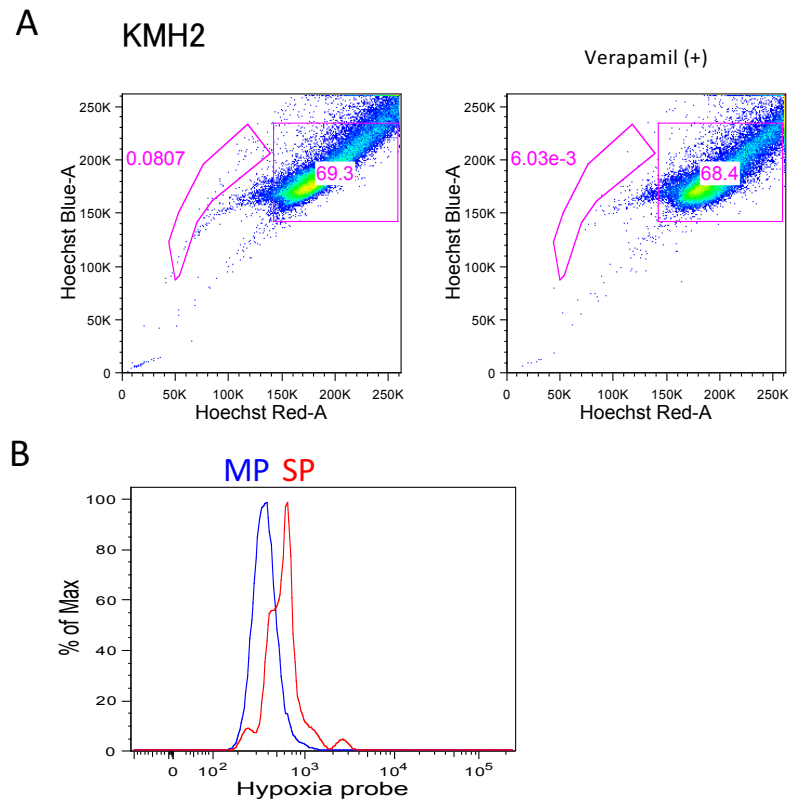 A
KMH2
Verapamil (+)
250K
200K
150K
100K
50K
0
0.0807
69.3
Hoechst Blue-A
0 50K 100K 150K 200K 250K
Hoechst Red-A
250K
200K
150K
100K
50K
0
6.03e-3
68.4
Hoechst Blue-A
0 50K 100K 150K 200K 250K
Hoechst Red-A
B
MP SP
100
80
60
40
20
0
% of Max
0 10² 10³ 10⁴ 10⁵
Hypoxia probe